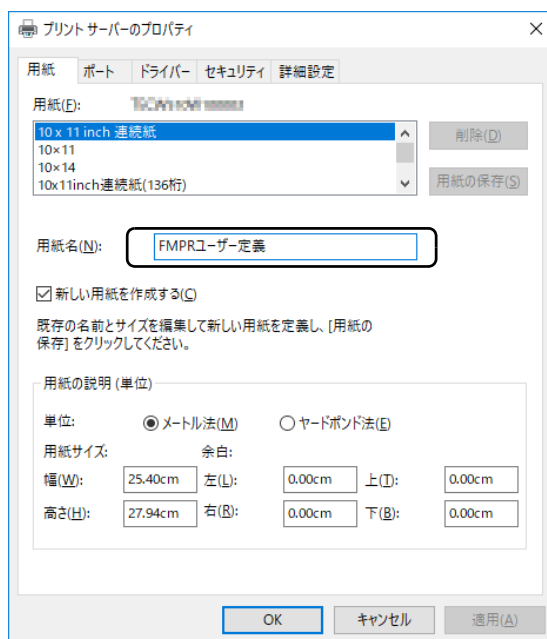 プリント サーバーのプロパティ
用紙 ポート ドライバー セキュリティ 詳細設定
用紙(F):
10 x 11 inch 連続紙
10×11
10×14
10x11inch連続紙(136桁)
削除(D)
用紙の保存(S)
用紙名(N): FMPRユーザー定義
新しい用紙を作成する(C)
既存の名前とサイズを編集して新しい用紙を定義し、[用紙の
保存] をクリックしてください。
用紙の説明 (単位)
単位: メートル法(M) ヤードポンド法(E)
用紙サイズ: 余白:
幅(W): 25.40cm 左(L): 0.00cm 上(T): 0.00cm
高さ(H): 27.94cm 右(R): 0.00cm 下(B): 0.00cm
OK キャンセル 適用(A)